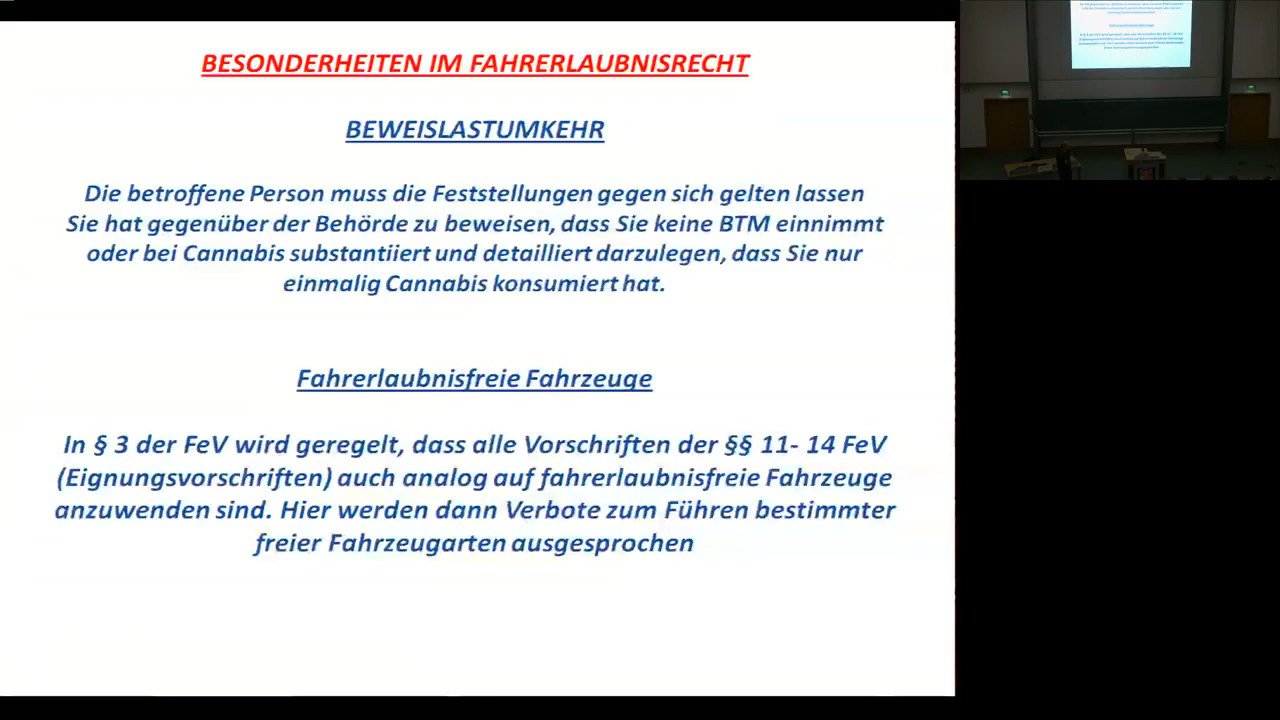 BESONDERHEITEN IM FAHRERLAUBNISRECHT
BEWEISLASTUMKEHR
Die betroffene Person muss die Feststellungen gegen sich gelten lassen
Sie hat gegenüber der Behörde zu beweisen, dass Sie keine BTM einnimmt
oder bei Cannabis substantiiert und detailliert darzulegen, dass Sie nur
einmalig Cannabis konsumiert hat.
Fahrerlaubnisfreie Fahrzeuge
In § 3 der FeV wird geregelt, dass alle Vorschriften der §§ 11- 14 FeV
(Eignungsvorschriften) auch analog auf fahrerlaubnisfreie Fahrzeuge
anzuwenden sind. Hier werden dann Verbote zum Führen bestimmter
freier Fahrzeugarten ausgesprochen